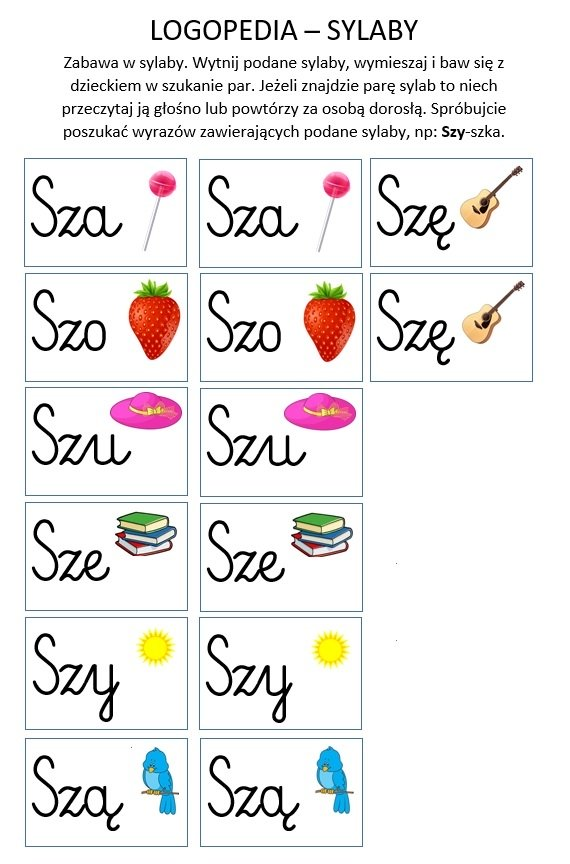 LOGOPEDIA – SYLABY
Zabawa w sylaby. Wytnij podane sylaby, wymieszaj i baw się z
dzieckiem w szukanie par. Jeżeli znajdzie parę sylab to niech
przeczytaj ją głośno lub powtórzy za osobą dorosłą. Spróbujcie
poszukać wyrazów zawierających podane sylaby, np: Szy-szka.
Sza Sza Szę
Szo Szo Szę
Szu Szu
Sze Sze
Szy Szy
Szą Szą